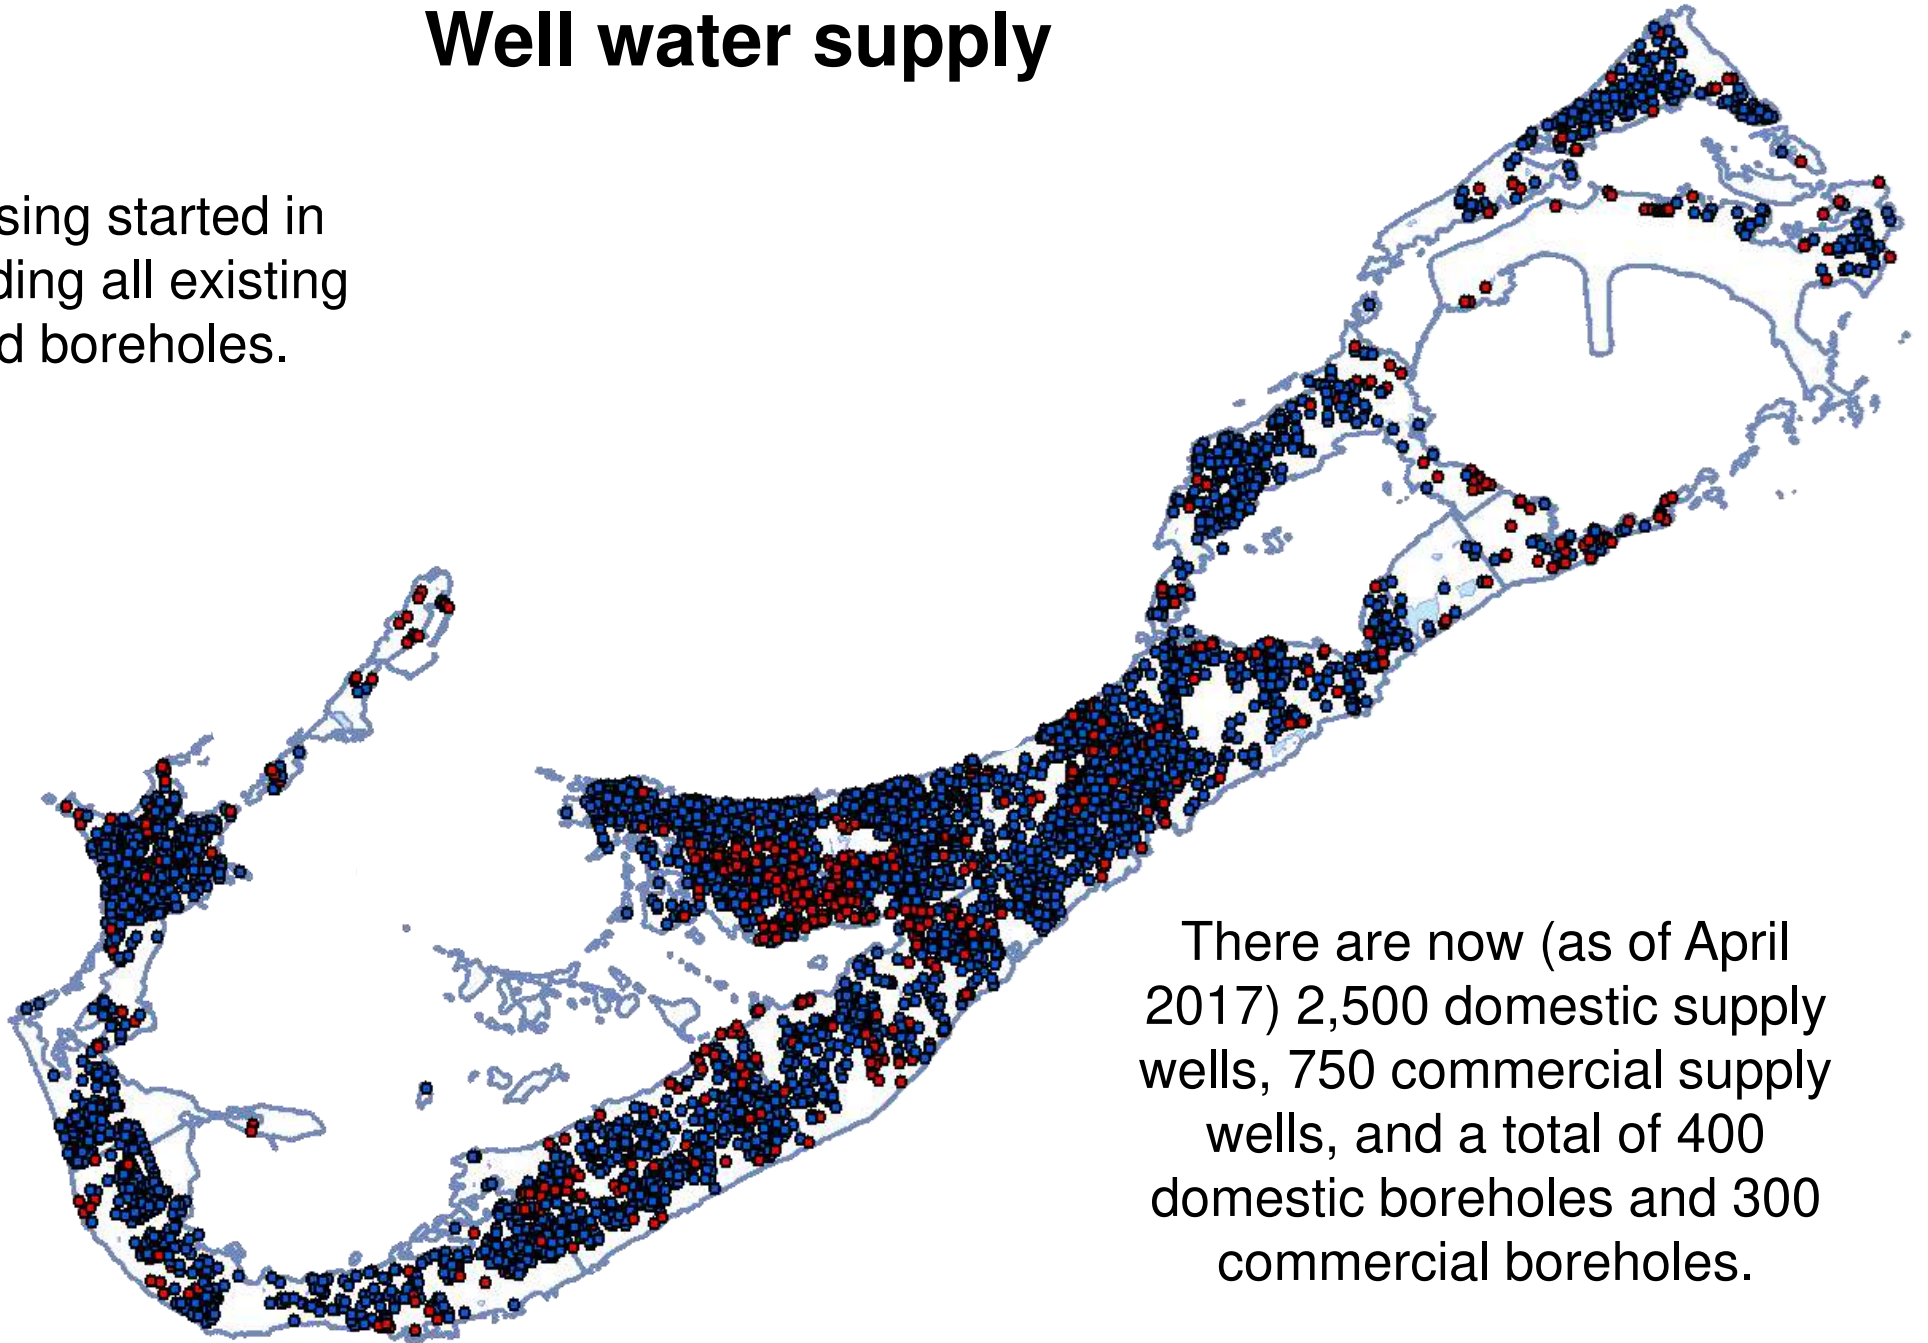 Well water supply
sing started in
ding all existing
d boreholes.
There are now (as of April
2017) 2,500 domestic supply
wells, 750 commercial supply
wells, and a total of 400
domestic boreholes and 300
commercial boreholes.